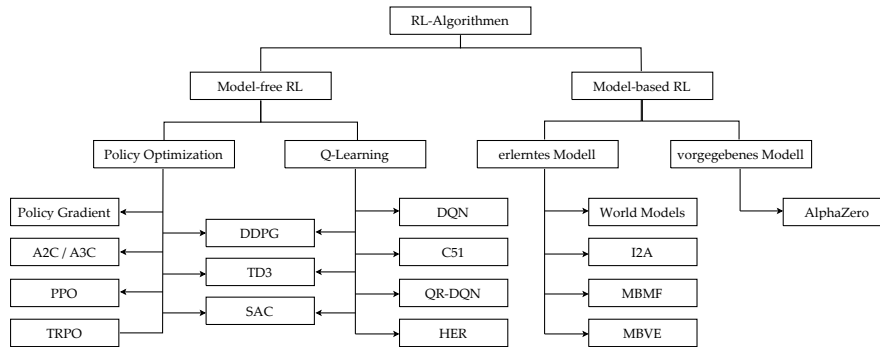 RL-Algorithmen
Model-free RL
Model-based RL
Policy Optimization
Q-Learning
erlerntes Modell
vorgegebenes Modell
Policy Gradient
DQN
World Models
AlphaZero
DDPG
A2C / A3C
C51
I2A
TD3
PPO
QR-DQN
MBMF
SAC
TRPO
HER
MBVE